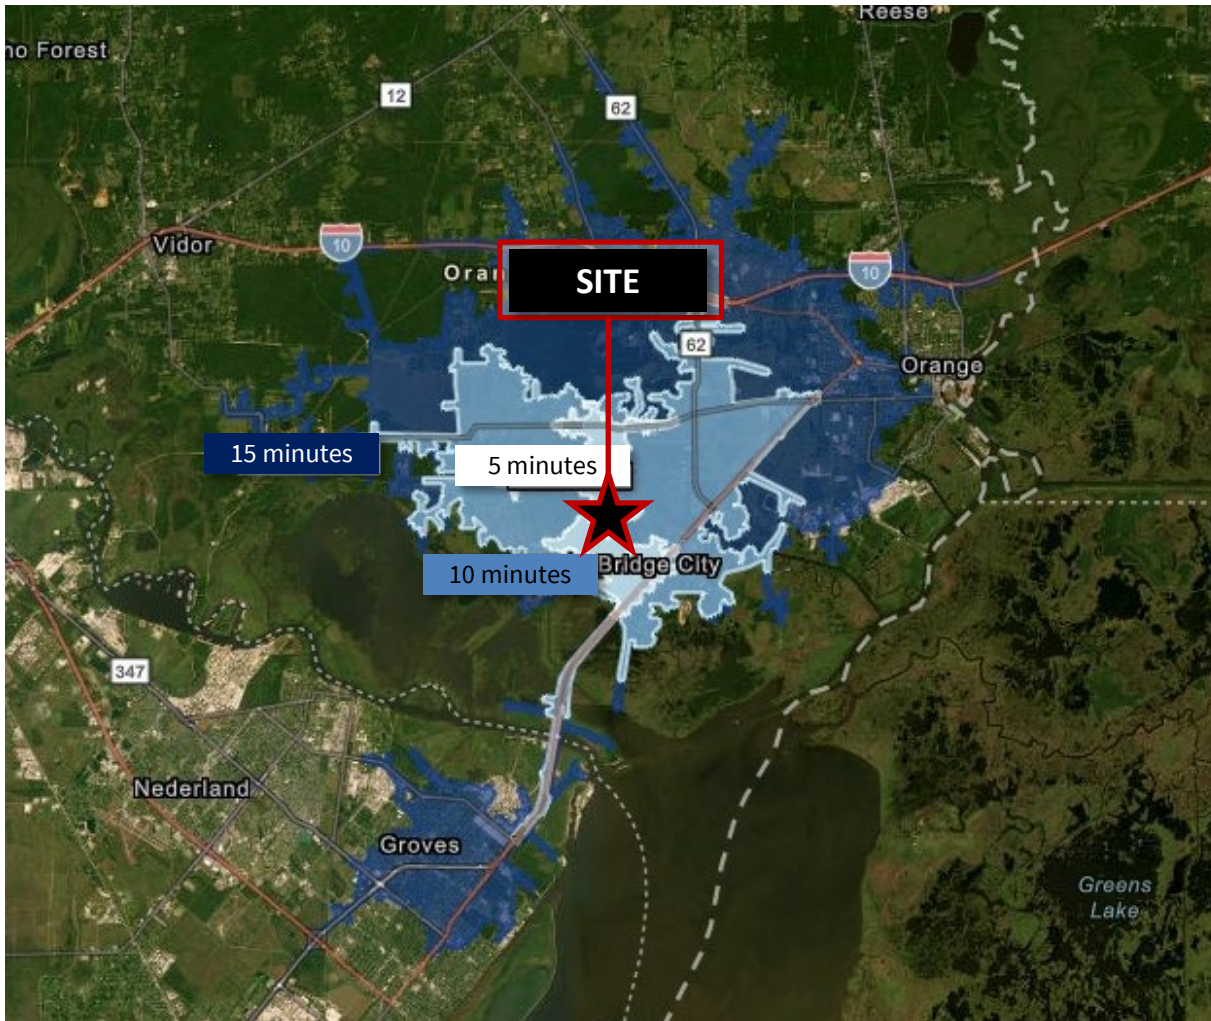 Reese
no Forest
12
62
Vidor
10
Oran
SITE
10
62
Orange
15 minutes
5 minutes
10 minutes
Bridge City
347
Nederland
Groves
Greens
Lake